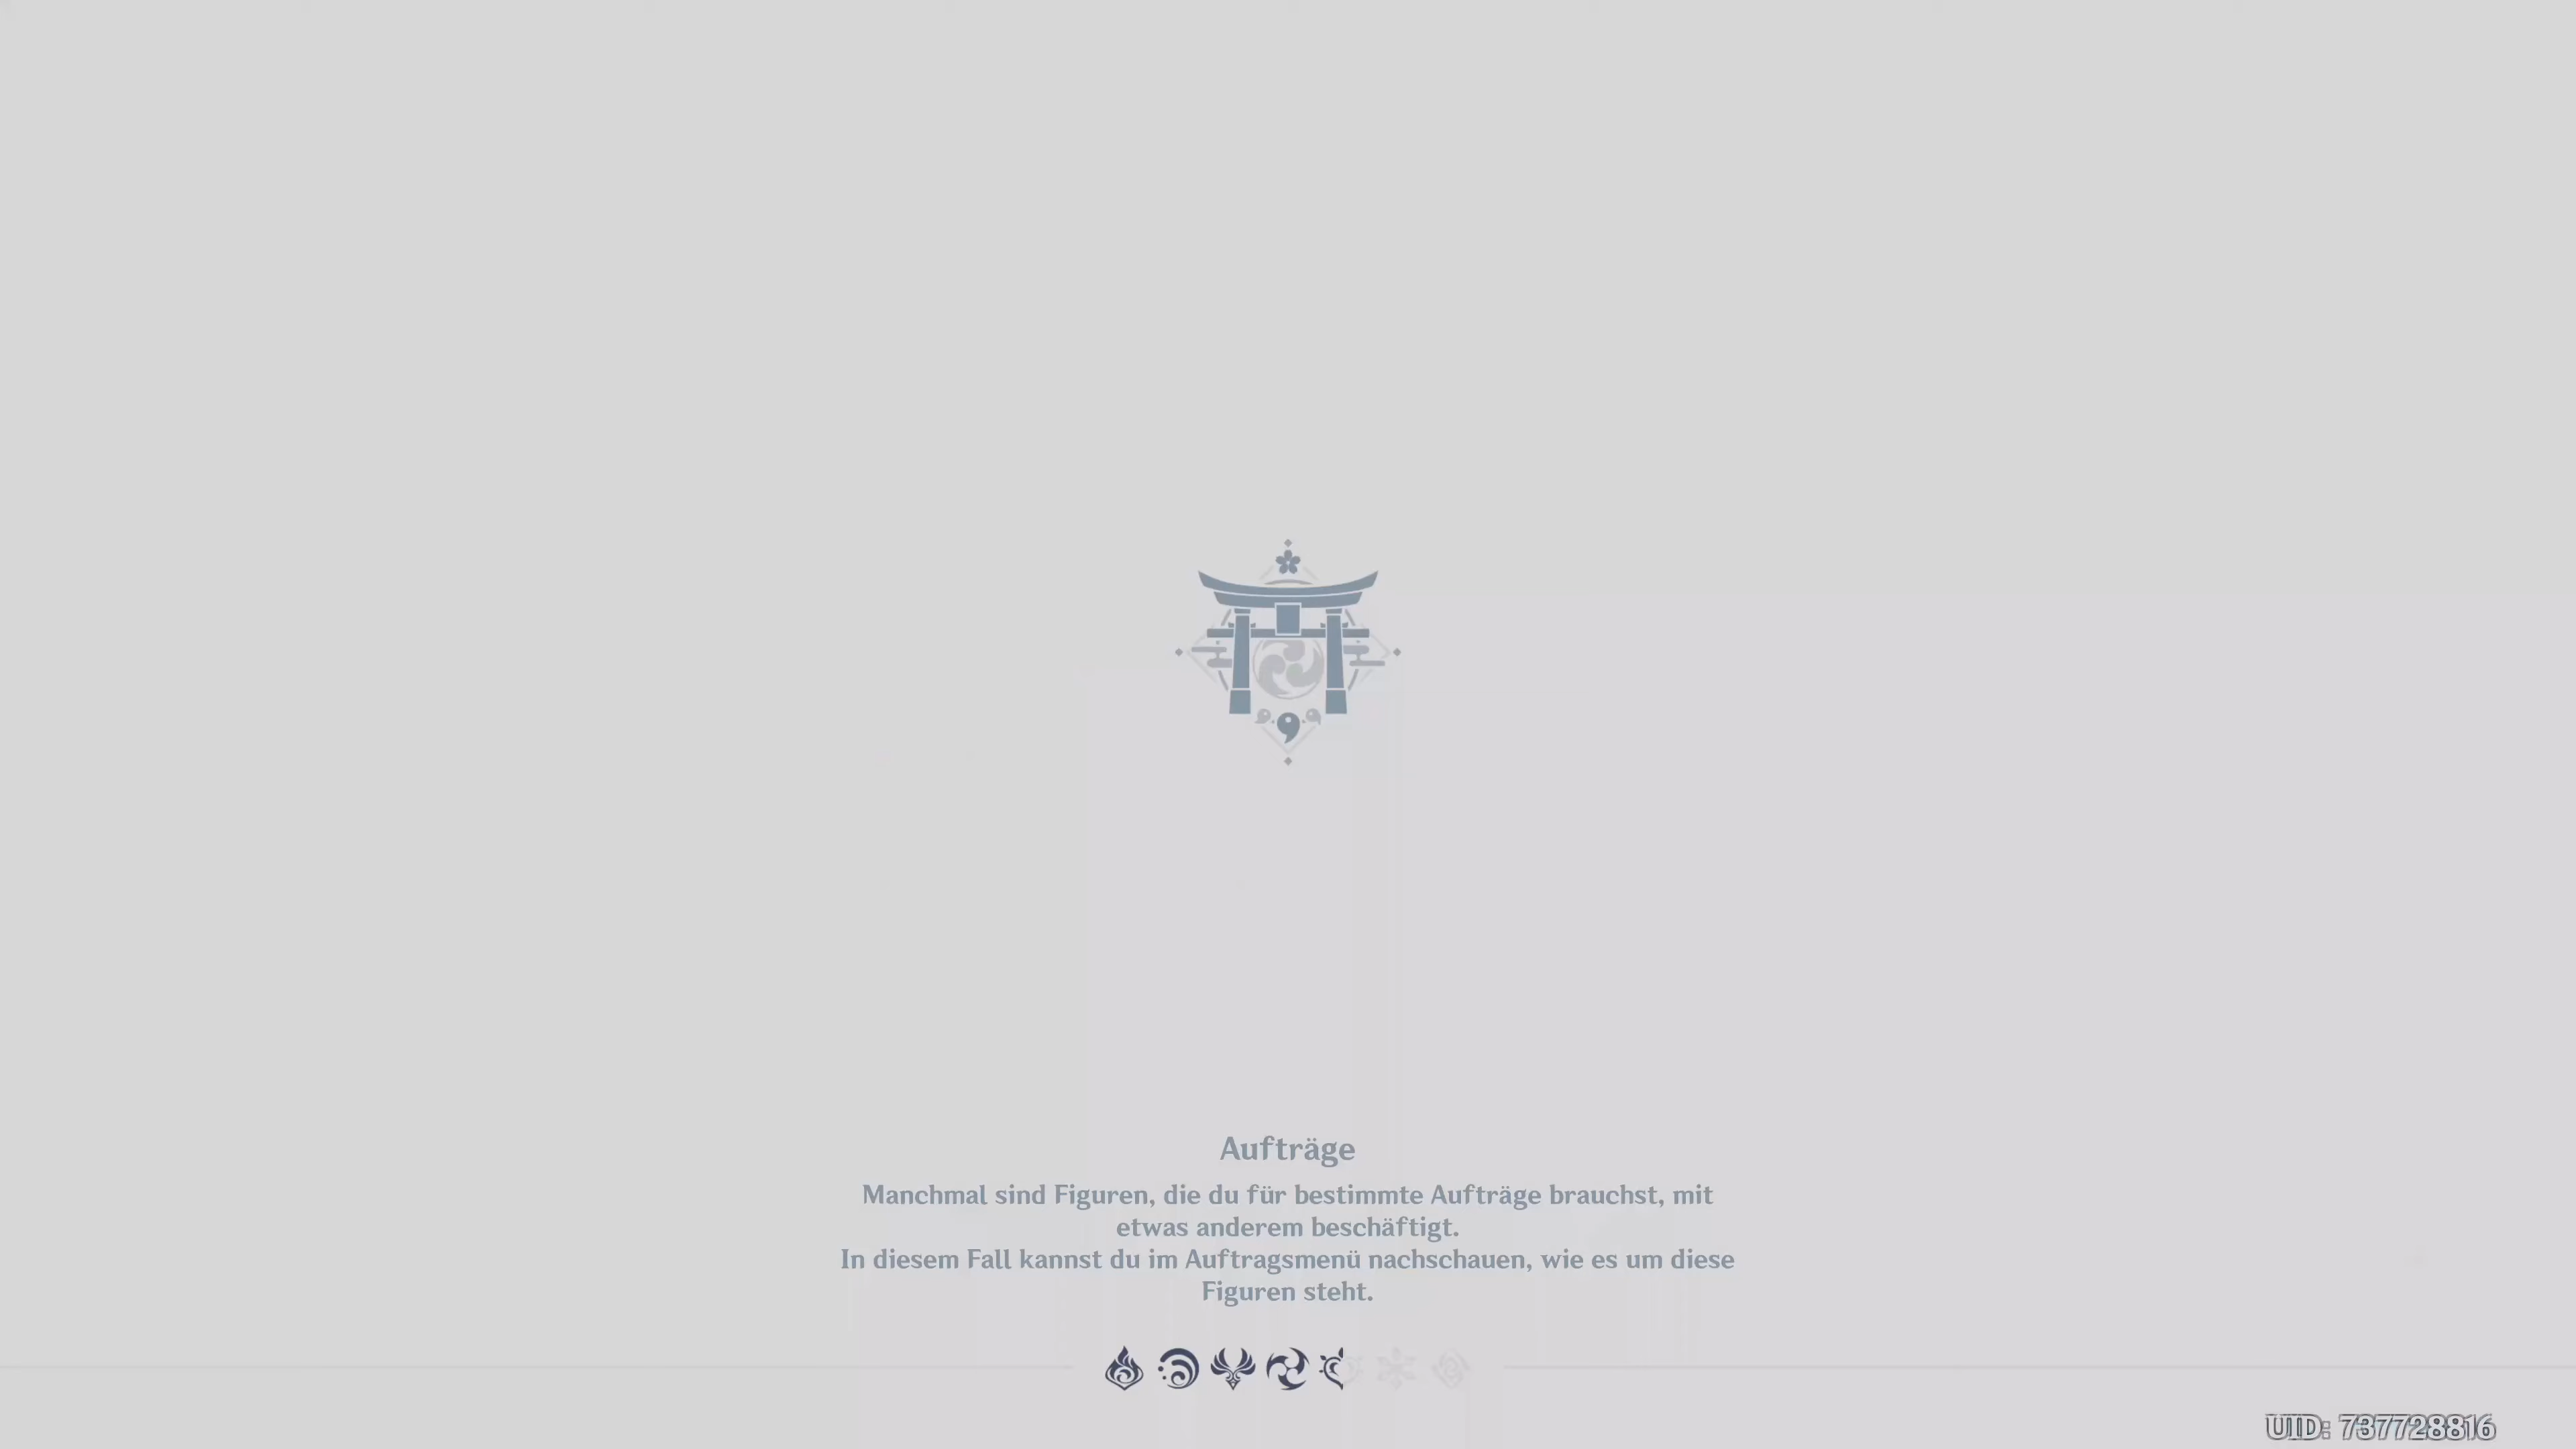 Aufträge
Manchmal sind Figuren, die du für bestimmte Aufträge brauchst, mit
etwas anderem beschäftigt.
In diesem Fall kannst du im Auftragsmenü nachschauen, wie es um diese
Figuren steht.
UID: 737728816